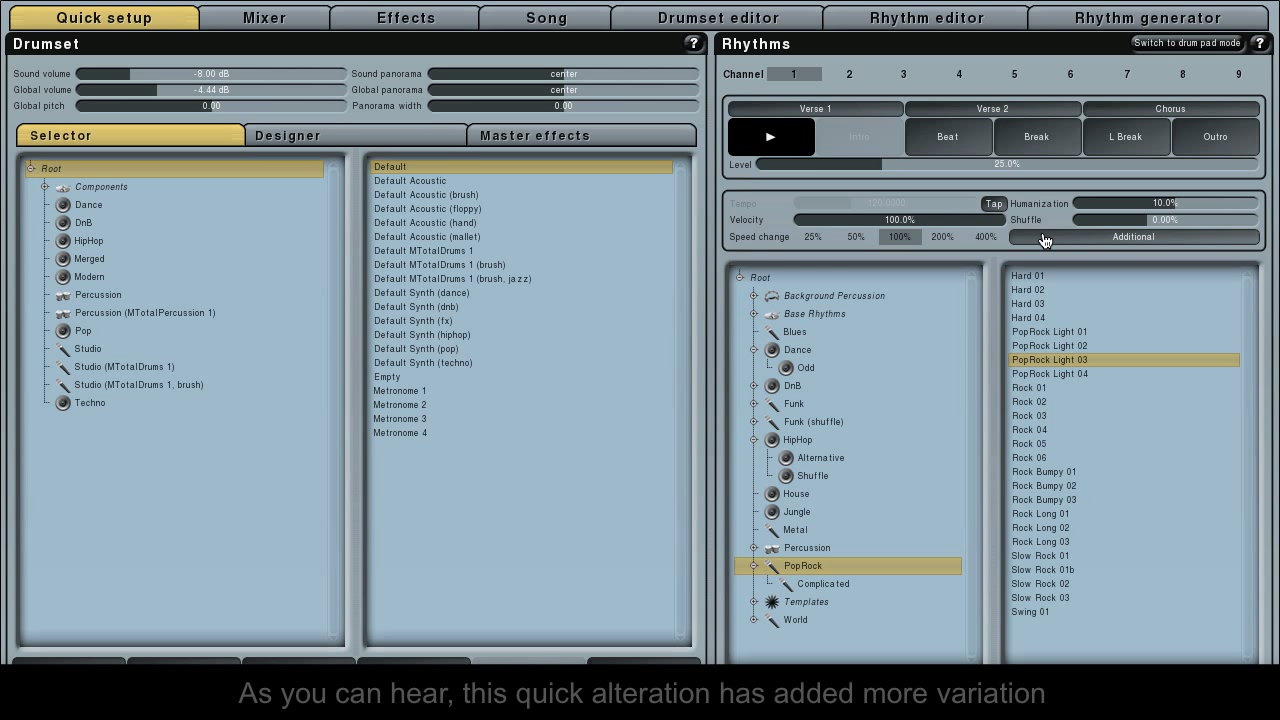 Quick setup
Mixer
Effects
Song
Drumset editor
Rhythm editor
Rhythm generator
Drumset
?
Sound volume
-8.00 dB
Sound panorama
center
Global volume
-4.44 dB
Global panorama
center
Global pitch
0.00
Panorama width
0.00
Selector
Designer
Master effects
Root
Components
Dance
DnB
HipHop
Merged
Modern
Percussion
Percussion (MTotalPercussion 1)
Pop
Studio
Studio (MTotalDrums 1)
Studio (MTotalDrums 1, brush)
Techno
Default
Default Acoustic
Default Acoustic (brush)
Default Acoustic (floppy)
Default Acoustic (hand)
Default Acoustic (mallet)
Default MTotalDrums 1
Default MTotalDrums 1 (brush)
Default MTotalDrums 1 (brush, jazz)
Default Synth (dance)
Default Synth (dnb)
Default Synth (fx)
Default Synth (hiphop)
Default Synth (pop)
Default Synth (techno)
Empty
Metronome 1
Metronome 2
Metronome 3
Metronome 4
Rhythms
Switch to drum pad mode
?
Channel 1 2 3 4 5 6 7 8 9
Verse 1
Verse 2
Chorus
Intro
Beat
Break
L Break
Outro
Level
25.0%
Tempo
120.0000
Tap
Humanization
10.0%
Velocity
100.0%
Shuffle
0.00%
Speed change 25% 50% 100% 200% 400%
Additional
Root
Background Percussion
Base Rhythms
Blues
Dance
Odd
DnB
Funk
Funk (shuffle)
HipHop
Alternative
Shuffle
House
Jungle
Metal
Percussion
PopRock
Complicated
Templates
World
Hard 01
Hard 02
Hard 03
Hard 04
PopRock Light 01
PopRock Light 02
PopRock Light 03
PopRock Light 04
Rock 01
Rock 02
Rock 03
Rock 04
Rock 05
Rock 06
Rock Bumpy 01
Rock Bumpy 02
Rock Bumpy 03
Rock Long 01
Rock Long 02
Rock Long 03
Slow Rock 01
Slow Rock 01b
Slow Rock 02
Slow Rock 03
Swing 01
As you can hear, this quick alteration has added more variation